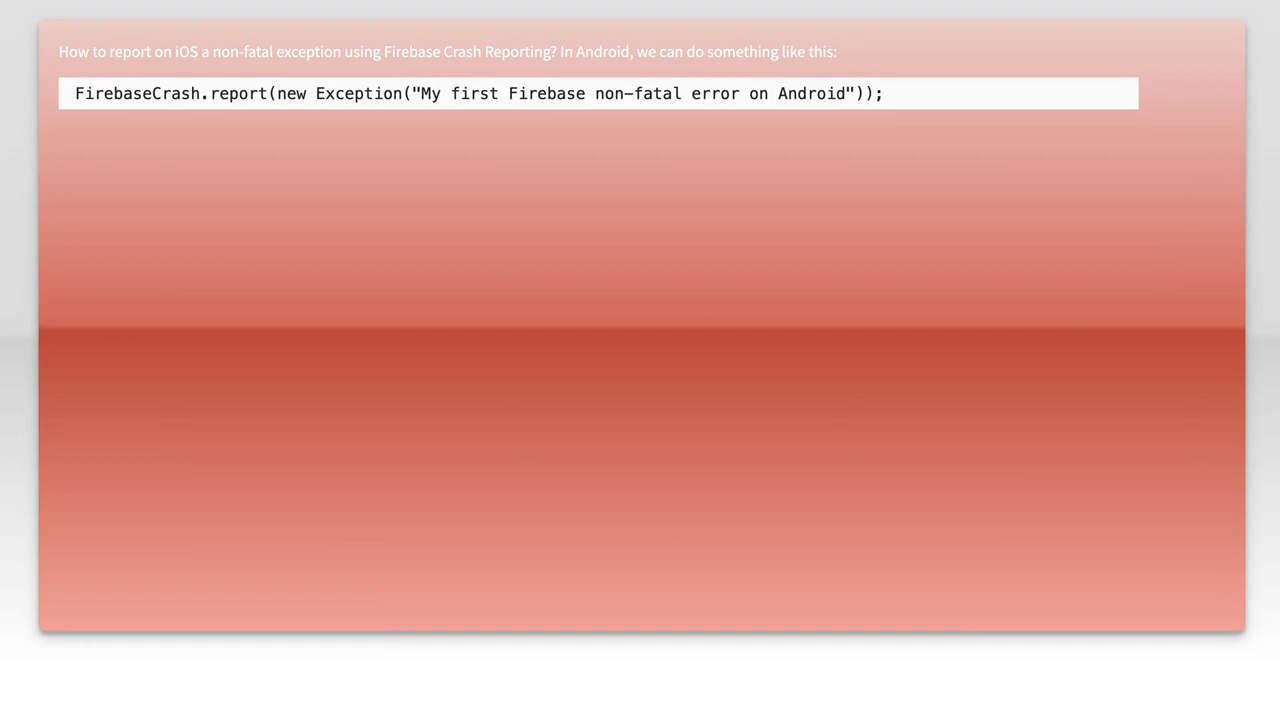 How to report on iOS a non-fatal exception using Firebase Crash Reporting? In Android, we can do something like this:
FirebaseCrash.report(new Exception("My first Firebase non-fatal error on Android"));